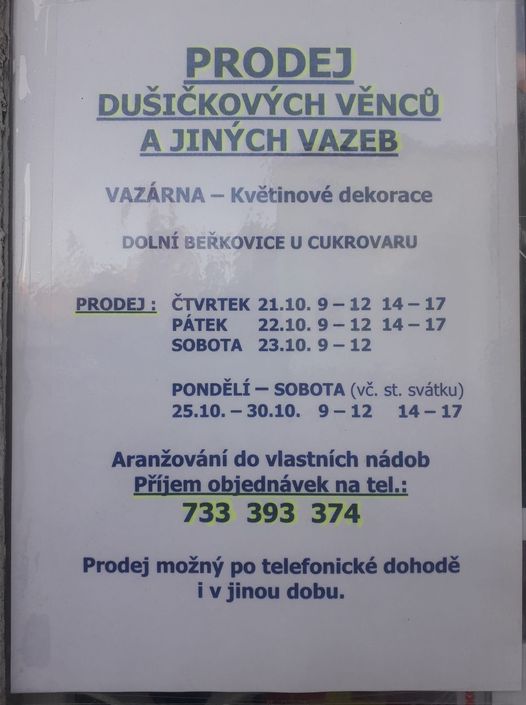 PRODEJ
DUŠIČKOVÝCH VĚNCŮ
A JINÝCH VAZEB
VAZÁRNA – Květinové dekorace
DOLNÍ BEŘKOVICE U CUKROVARU
PRODEJ : ČTVRTEK 21.10. 9 – 12 14 – 17
PÁTEK 22.10. 9 – 12 14 – 17
SOBOTA 23.10. 9 – 12
PONDĚLÍ – SOBOTA (vč. st. svátku)
25.10. – 30.10. 9 – 12 14 – 17
Aranžování do vlastních nádob
Příjem objednávek na tel.:
733 393 374
Prodej možný po telefonické dohodě
i v jinou dobu.